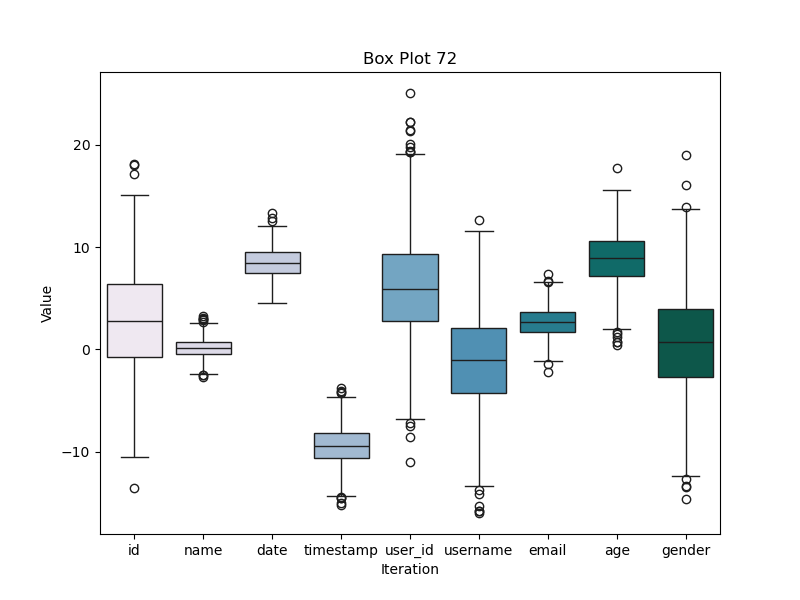 Box Plot 72
Value
20
10
0
−10
id name date timestamp user_id username email age gender
Iteration